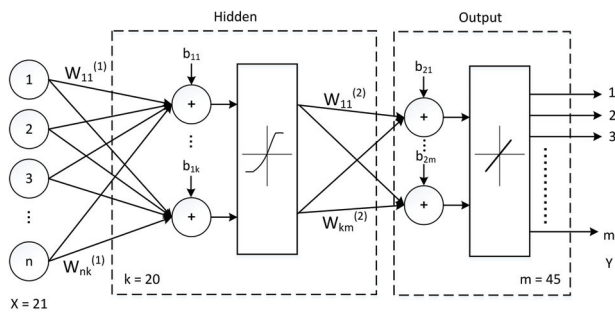 Hidden
Output
1
2
3
n
X = 21
W11(1)
Wnk(1)
b11
+
b1k
+
k = 20
W11(2)
Wkm(2)
b21
+
b2m
+
m = 45
1
2
3
m
Y